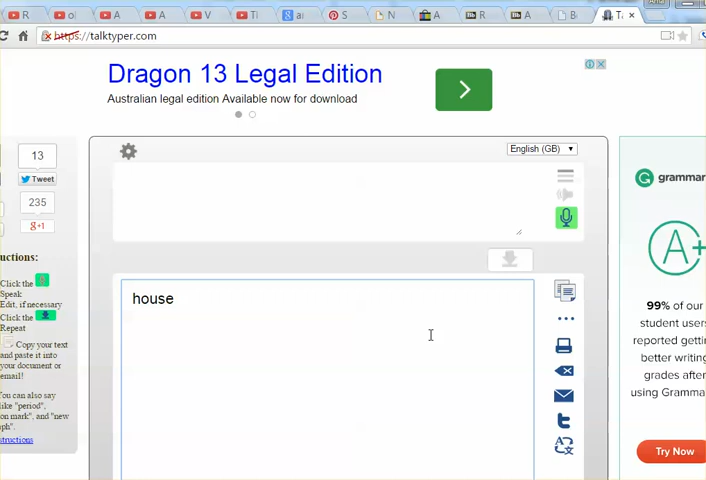 R
o
A
A
V
TI
S
N
A
R
A
B
T
https://talktyper.com
Dragon 13 Legal Edition
Australian legal edition Available now for download
13
Tweet
235
g+1
English (GB)
house
uctions:
Click the
Speak
Edit, if necessary
Click the
Repeat
Copy your text
and paste it into
your document or
email!
You can also say
like "period",
on mark", and "new
ph".
structions
grammar
A+
99% of our
student users
reported getti
better writing
grades after
using Gramma
Try Now